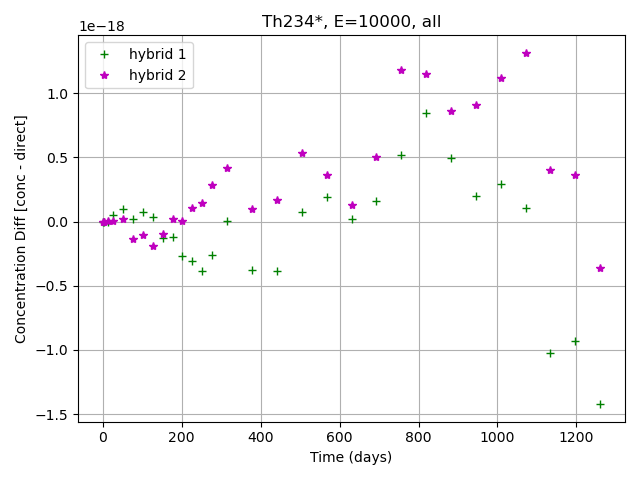 Th234*, E=10000, all
1e−18
hybrid 1
hybrid 2
1.0
0.5
0.0
−0.5
−1.0
−1.5
Concentration Diff [conc - direct]
0 200 400 600 800 1000 1200
Time (days)